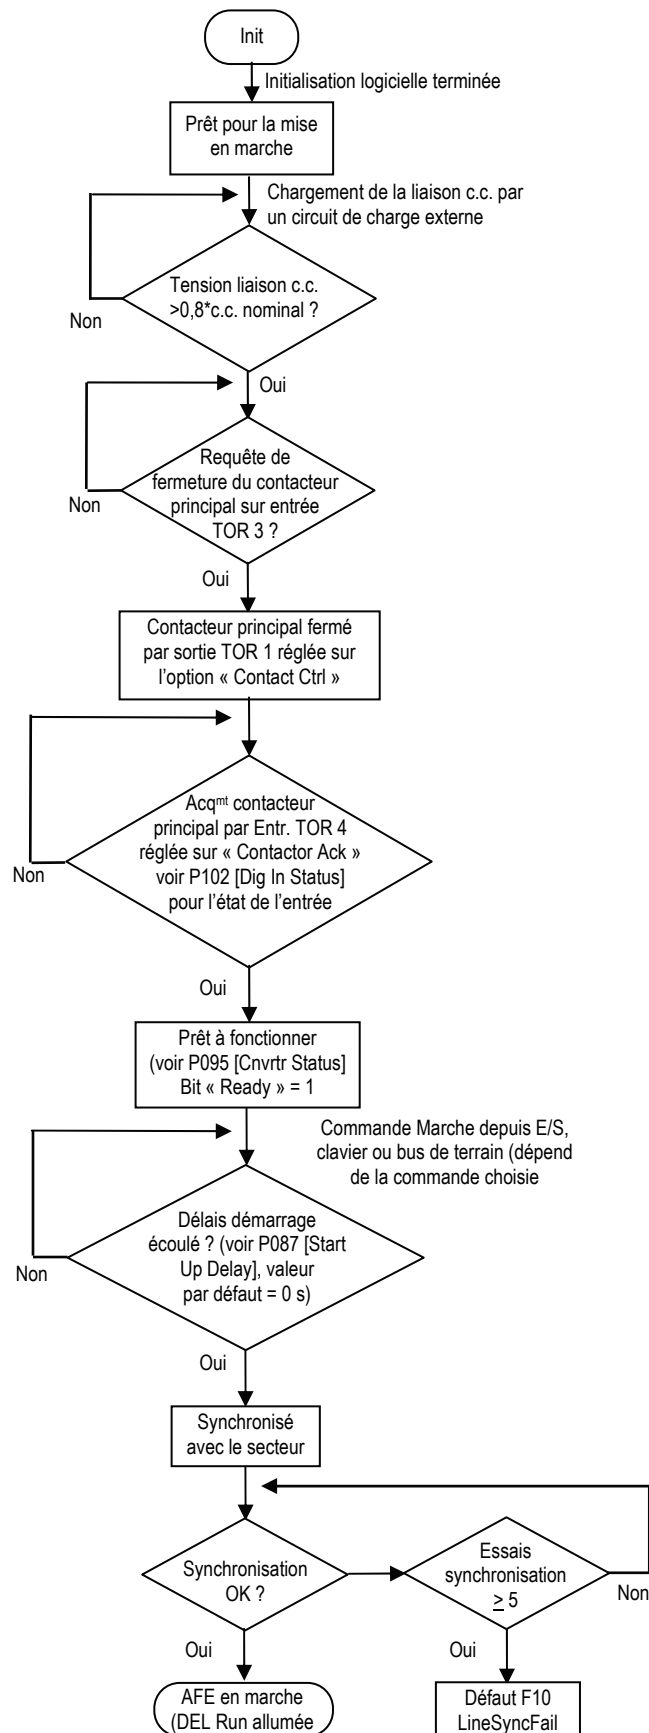 Init
Initialisation logicielle terminée
Prêt pour la mise
en marche
Chargement de la liaison c.c. par
un circuit de charge externe
Tension liaison c.c.
>0,8*c.c. nominal ?
Non
Oui
Requête de
fermeture du contacteur
principal sur entrée
TOR 3 ?
Non
Oui
Contacteur principal fermé
par sortie TOR 1 réglée sur
l'option « Contact Ctrl »
Acqmt contacteur
principal par Entr. TOR 4
réglée sur « Contactor Ack »
voir P102 [Dig In Status]
pour l'état de l'entrée
Non
Oui
Prêt à fonctionner
(voir P095 [Cnvrtr Status]
Bit « Ready » = 1
Commande Marche depuis E/S,
clavier ou bus de terrain (dépend
de la commande choisie
Délais démarrage
écoulé ? (voir P087 [Start
Up Delay], valeur
par défaut = 0 s)
Non
Oui
Synchronisé
avec le secteur
Synchronisation
OK ?
Essais
synchronisation
≥ 5
Non
Oui
Oui
AFE en marche
(DEL Run allumée
Défaut F10
LineSyncFail